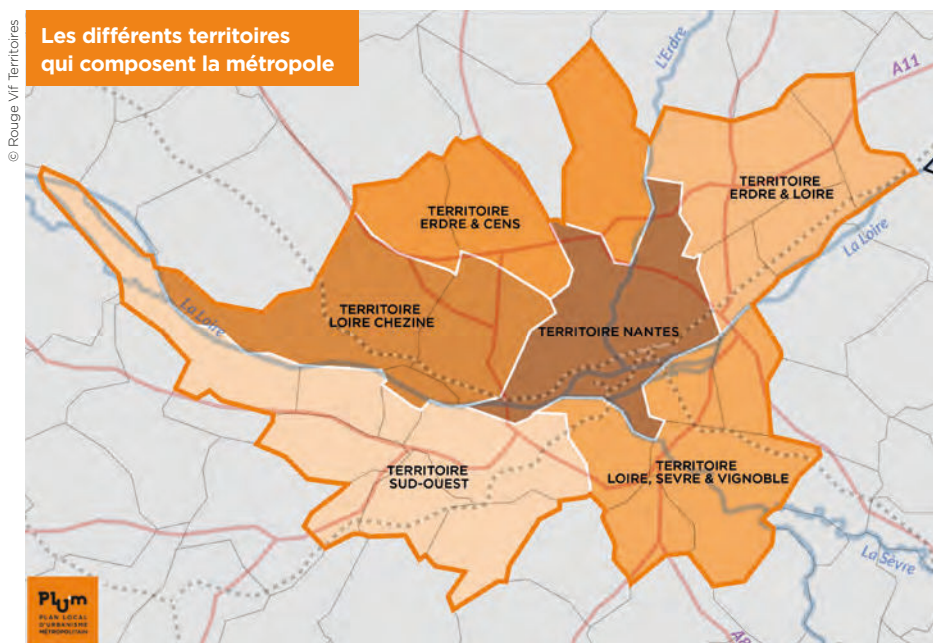 © Rouge Vif Territoires
Les différents territoires
qui composent la métropole
L'Erdre
A11
TERRITOIRE
ERDRE & LOIRE
TERRITOIRE
ERDRE & CENS
La Loire
La Loire
TERRITOIRE
LOIRE CHEZINE
TERRITOIRE NANTES
TERRITOIRE
SUD-OUEST
TERRITOIRE
LOIRE, SEVRE & VIGNOBLE
La Sèvre
PLUm
PLAN LOCAL
D'URBANISME
MÉTROPOLITAIN